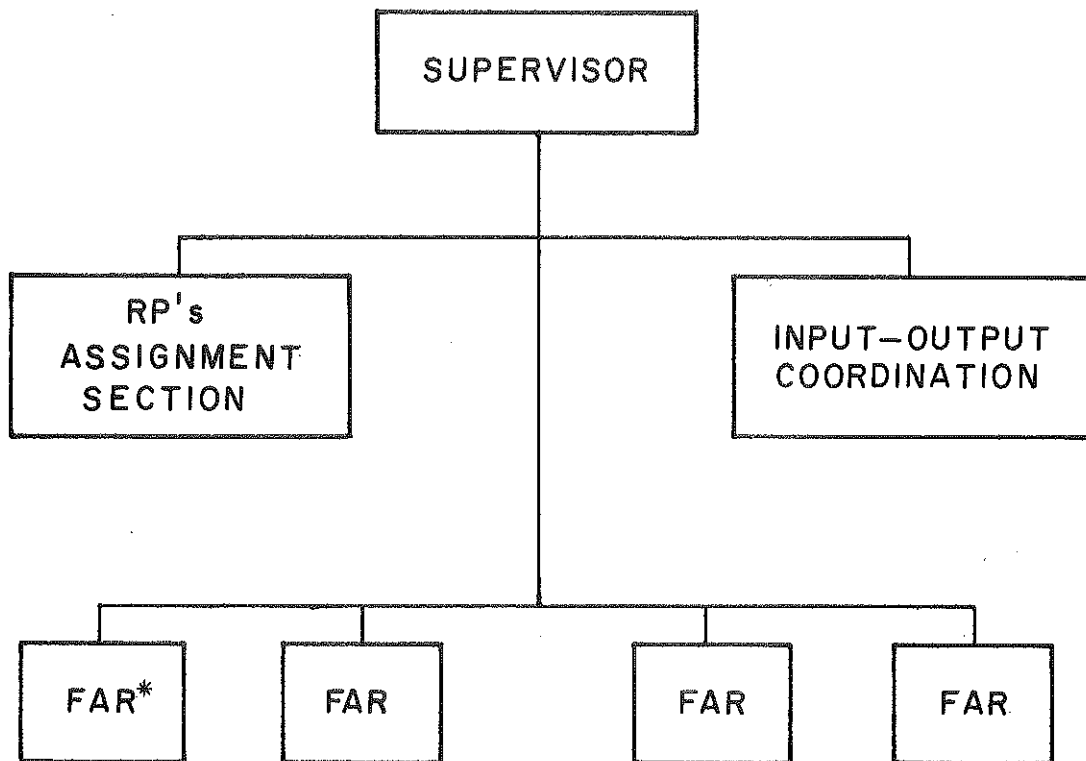 SUPERVISOR
RP's
ASSIGNMENT
SECTION
INPUT-OUTPUT
COORDINATION
FAR*
FAR
FAR
FAR